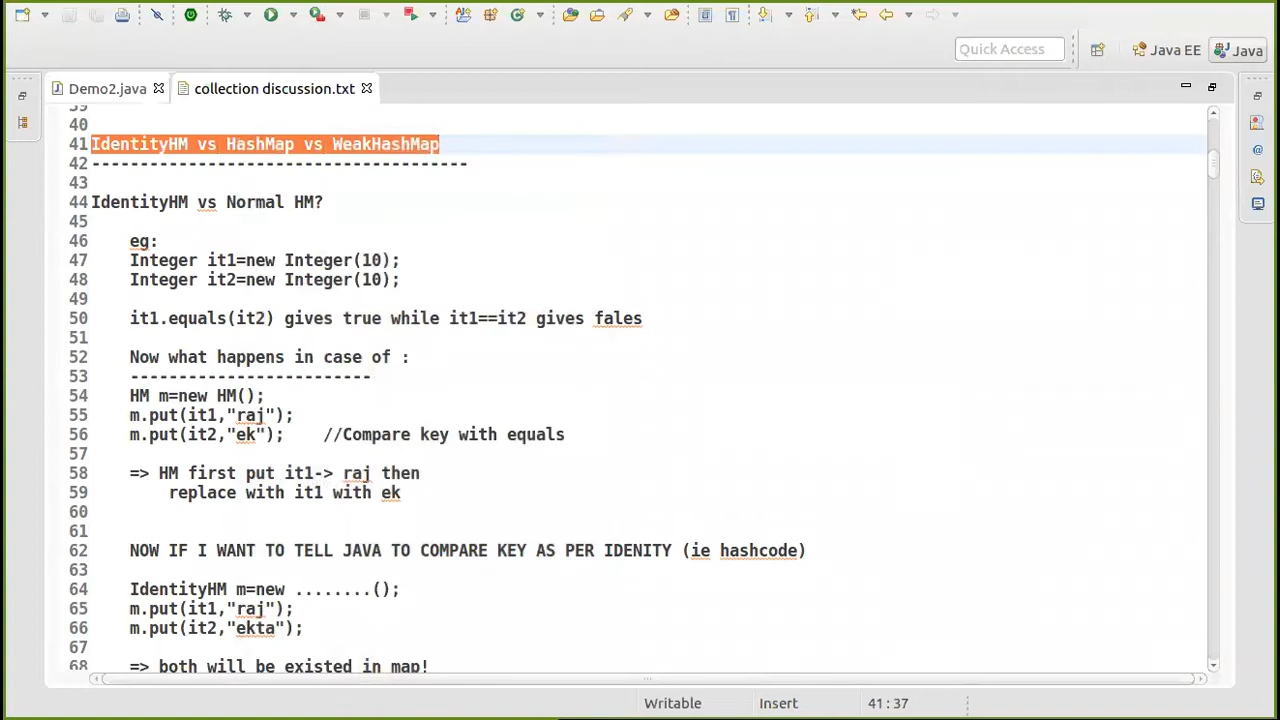 Quick Access
Java EE
Java
Demo2.java
collection discussion.txt
39
40
41 IdentityHM vs HashMap vs WeakHashMap
42 ---------------------------------------
43
44 IdentityHM vs Normal HM?
45
46 eg:
47 Integer it1=new Integer(10);
48 Integer it2=new Integer(10);
49
50 it1.equals(it2) gives true while it1==it2 gives fales
51
52 Now what happens in case of :
53 -------------------------
54 HM m=new HM();
55 m.put(it1,"raj");
56 m.put(it2,"ek"); //Compare key with equals
57
58 => HM first put it1-> raj then
59 replace with it1 with ek
60
61
62 NOW IF I WANT TO TELL JAVA TO COMPARE KEY AS PER IDENITY (ie hashcode)
63
64 IdentityHM m=new ........();
65 m.put(it1,"raj");
66 m.put(it2,"ekta");
67
68 => both will be existed in map!
Writable
Insert
41 : 37